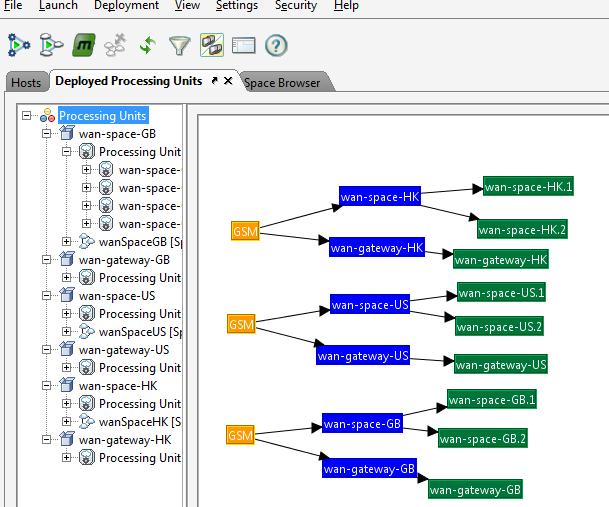 File Launch Deployment View Settings Security Help
Hosts Deployed Processing Units Space Browser
Processing Units
wan-space-GB
Processing Unit
wan-space-
wan-space-
wan-space-
wan-space-
wanSpaceGB [Sp
wan-gateway-GB
Processing Unit
wan-space-US
Processing Unit
wanSpaceUS [Sp
wan-gateway-US
Processing Unit
wan-space-HK
Processing Unit
wanSpaceHK [S
wan-gateway-HK
Processing Unit
GSM
wan-space-HK
wan-space-HK.1
wan-space-HK.2
wan-gateway-HK
wan-gateway-HK
GSM
wan-space-US
wan-space-US.1
wan-space-US.2
wan-gateway-US
wan-gateway-US
GSM
wan-space-GB
wan-space-GB.1
wan-space-GB.2
wan-gateway-GB
wan-gateway-GB